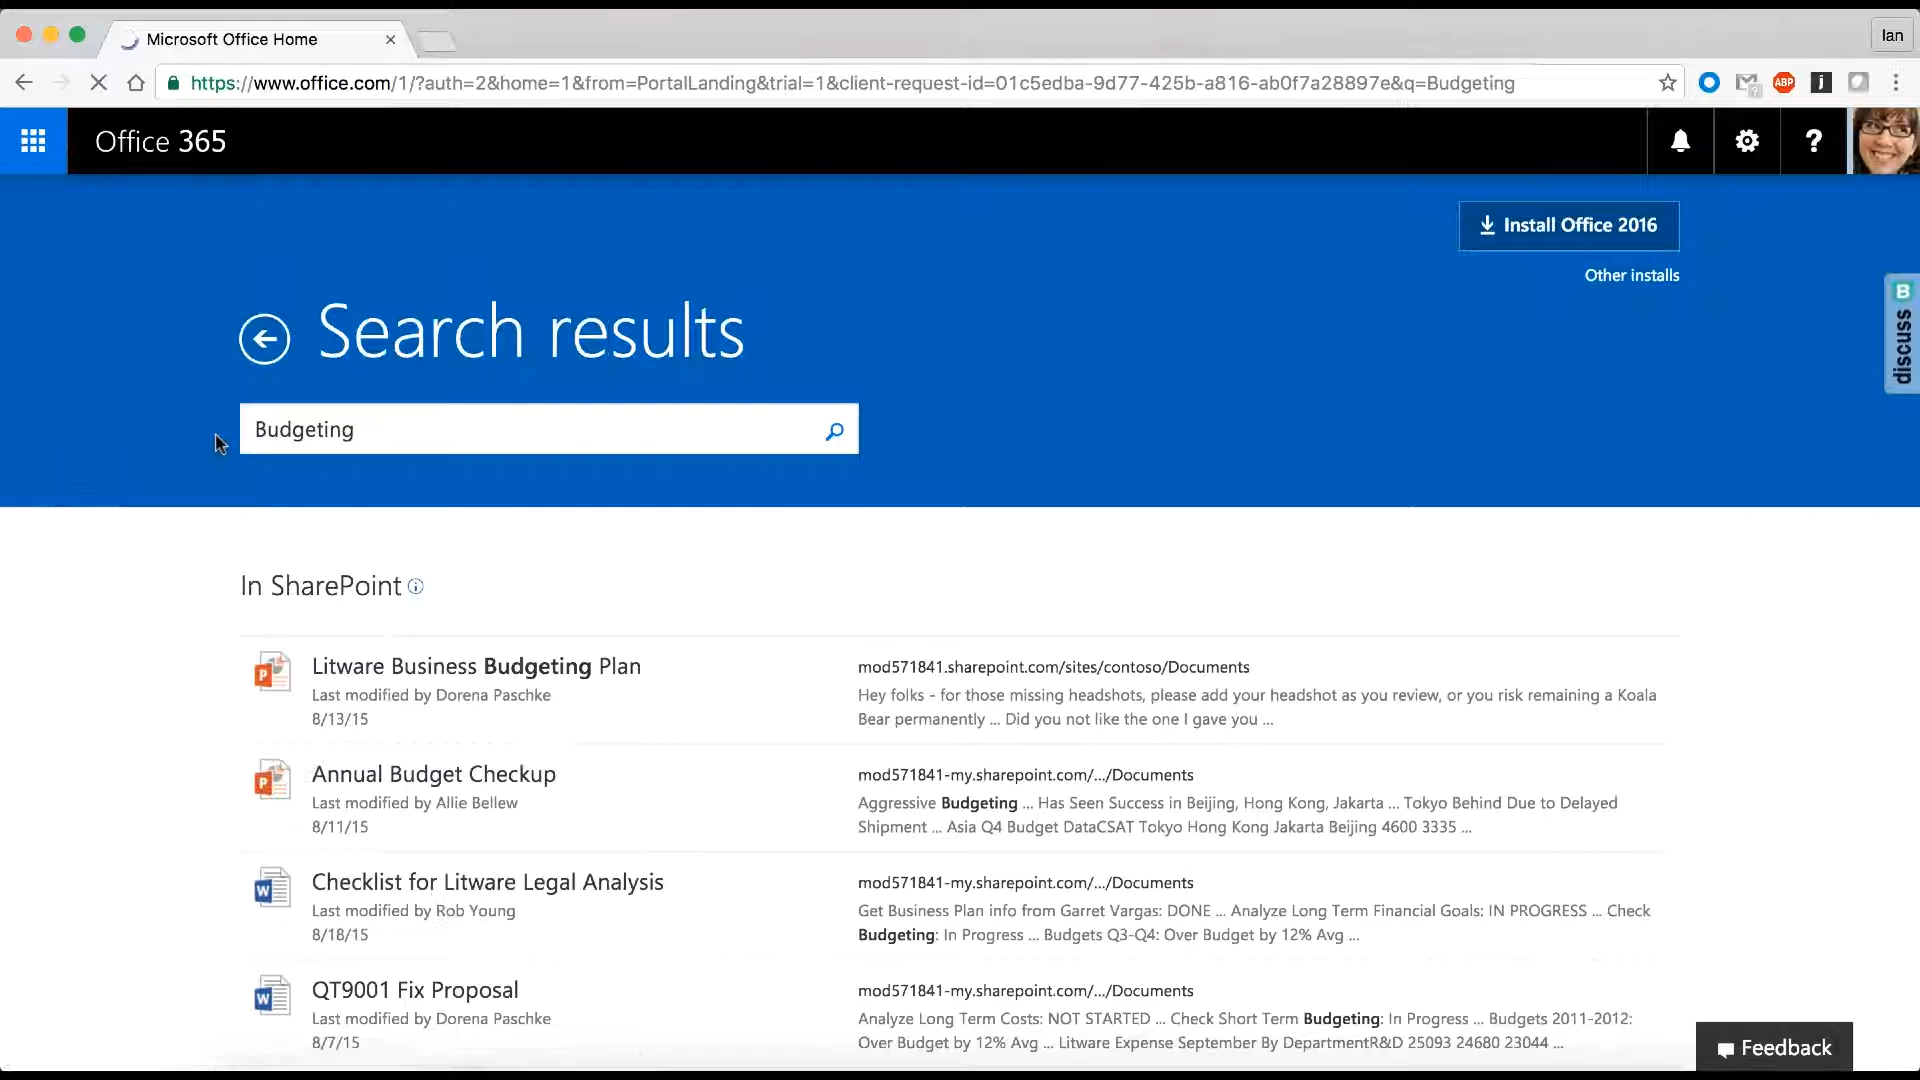 Microsoft Office Home
Ian
https://www.office.com/1/?auth=2&home=1&from=PortalLanding&trial=1&client-request-id=01c5edba-9d77-425b-a816-ab0f7a28897e&q=Budgeting
ABP
j
Office 365
?
Install Office 2016
Other installs
B
discuss
Search results
Budgeting
In SharePoint
Litware Business Budgeting Plan
Last modified by Dorena Paschke
8/13/15
mod571841.sharepoint.com/sites/contoso/Documents
Hey folks - for those missing headshots, please add your headshot as you review, or you risk remaining a Koala
Bear permanently ... Did you not like the one I gave you ...
Annual Budget Checkup
Last modified by Allie Bellew
8/11/15
mod571841-my.sharepoint.com/.../Documents
Aggressive Budgeting ... Has Seen Success in Beijing, Hong Kong, Jakarta ... Tokyo Behind Due to Delayed
Shipment ... Asia Q4 Budget DataCSAT Tokyo Hong Kong Jakarta Beijing 4600 3335 ...
Checklist for Litware Legal Analysis
Last modified by Rob Young
8/18/15
mod571841-my.sharepoint.com/.../Documents
Get Business Plan info from Garret Vargas: DONE ... Analyze Long Term Financial Goals: IN PROGRESS ... Check
Budgeting: In Progress ... Budgets Q3-Q4: Over Budget by 12% Avg ...
QT9001 Fix Proposal
Last modified by Dorena Paschke
8/7/15
mod571841-my.sharepoint.com/.../Documents
Analyze Long Term Costs: NOT STARTED ... Check Short Term Budgeting: In Progress ... Budgets 2011-2012:
Over Budget by 12% Avg ... Litware Expense September By DepartmentR&D 25093 24680 23044 ...
Feedback